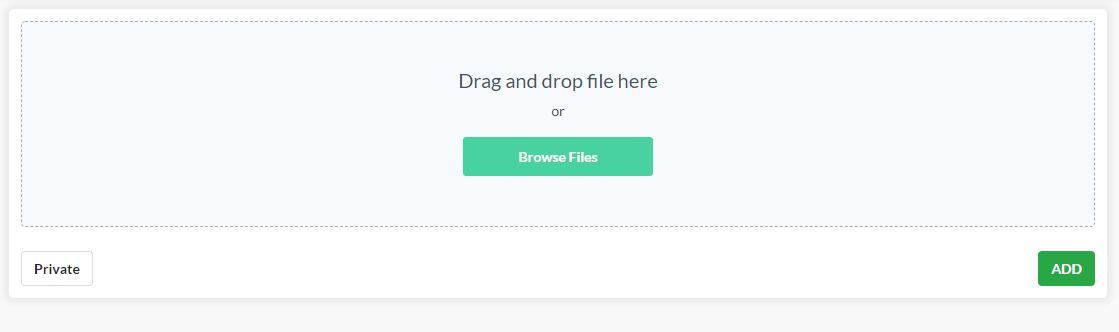 Drag and drop file here
or
Browse Files
Private
ADD